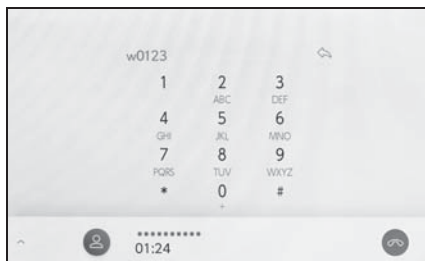 w0123
1 2 3
ABC DEF
4 5 6
GHI JKL MNO
7 8 9
PQRS TUV WXYZ
* 0 #
+
**********
01:24